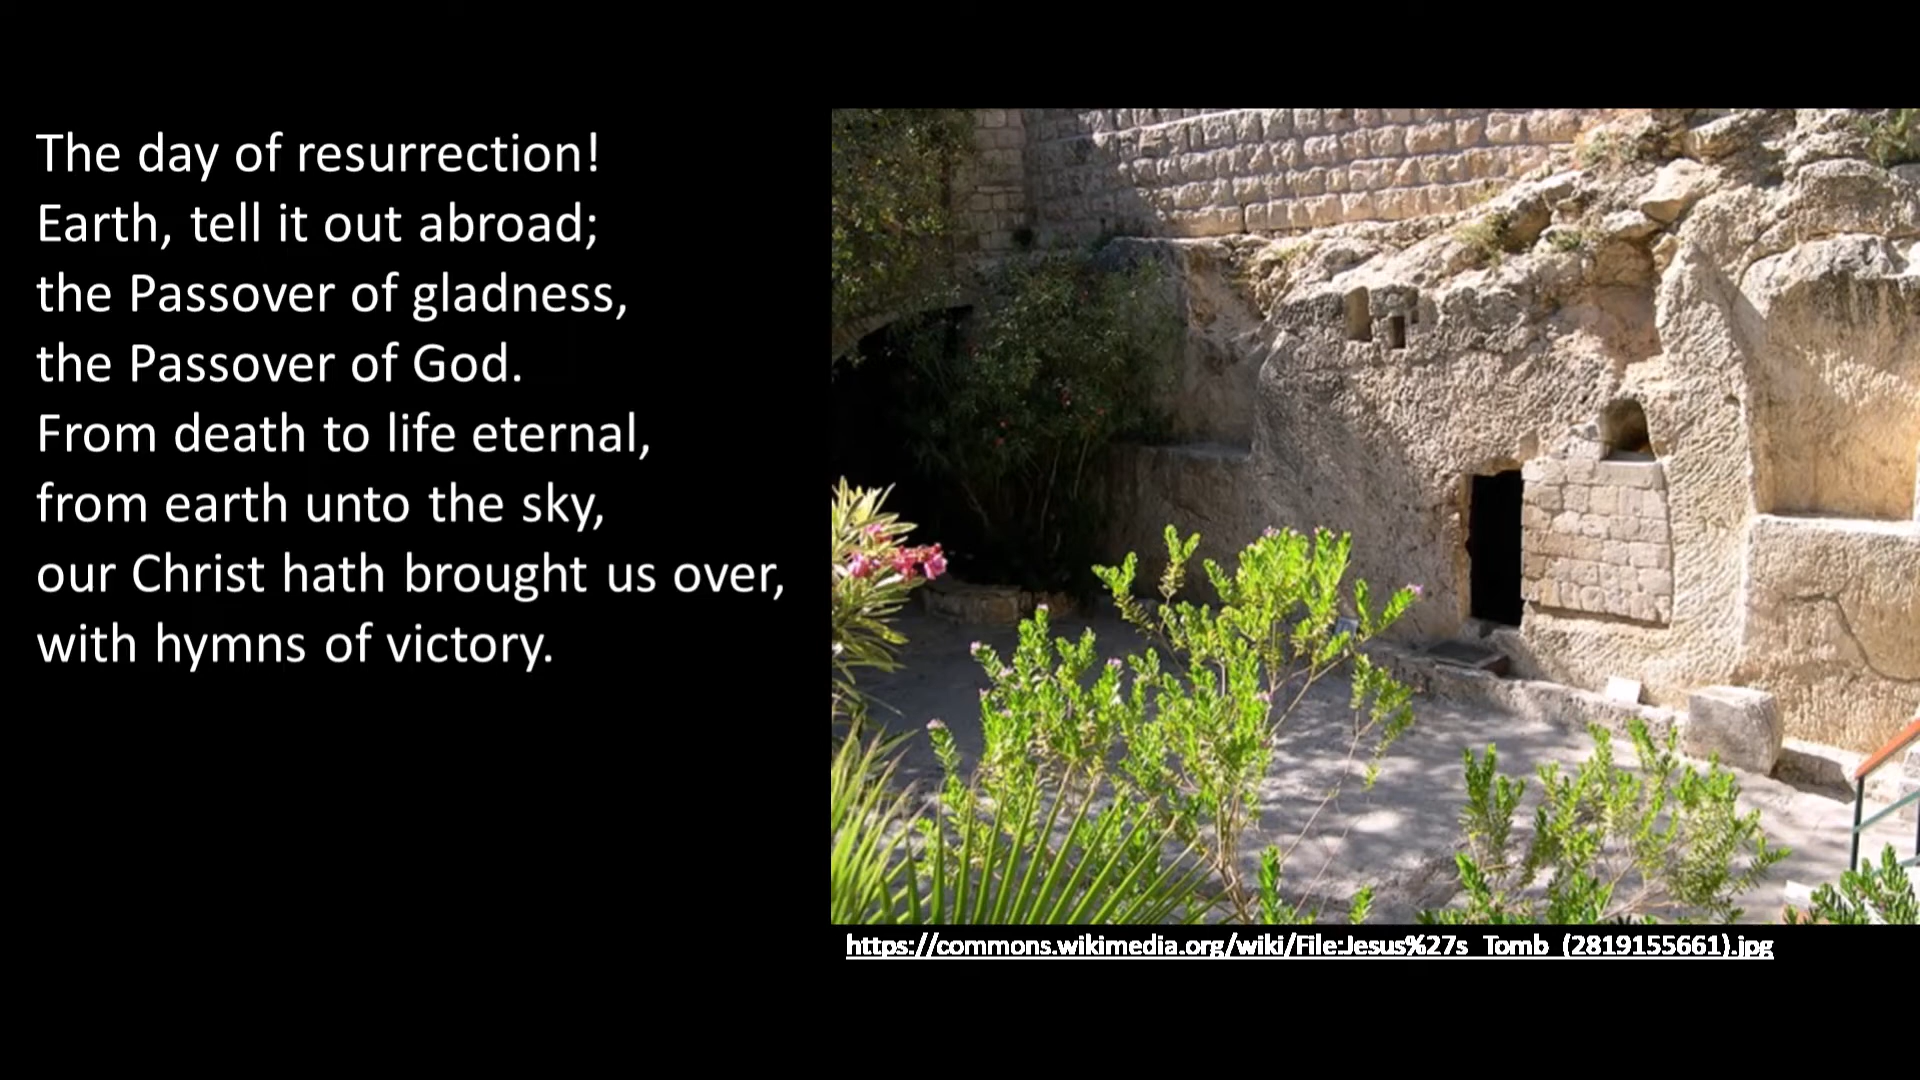 The day of resurrection!
Earth, tell it out abroad;
the Passover of gladness,
the Passover of God.
From death to life eternal,
from earth unto the sky,
our Christ hath brought us over,
with hymns of victory.
https://commons.wikimedia.org/wiki/File:Jesus%27s_Tomb_(2819155661).jpg